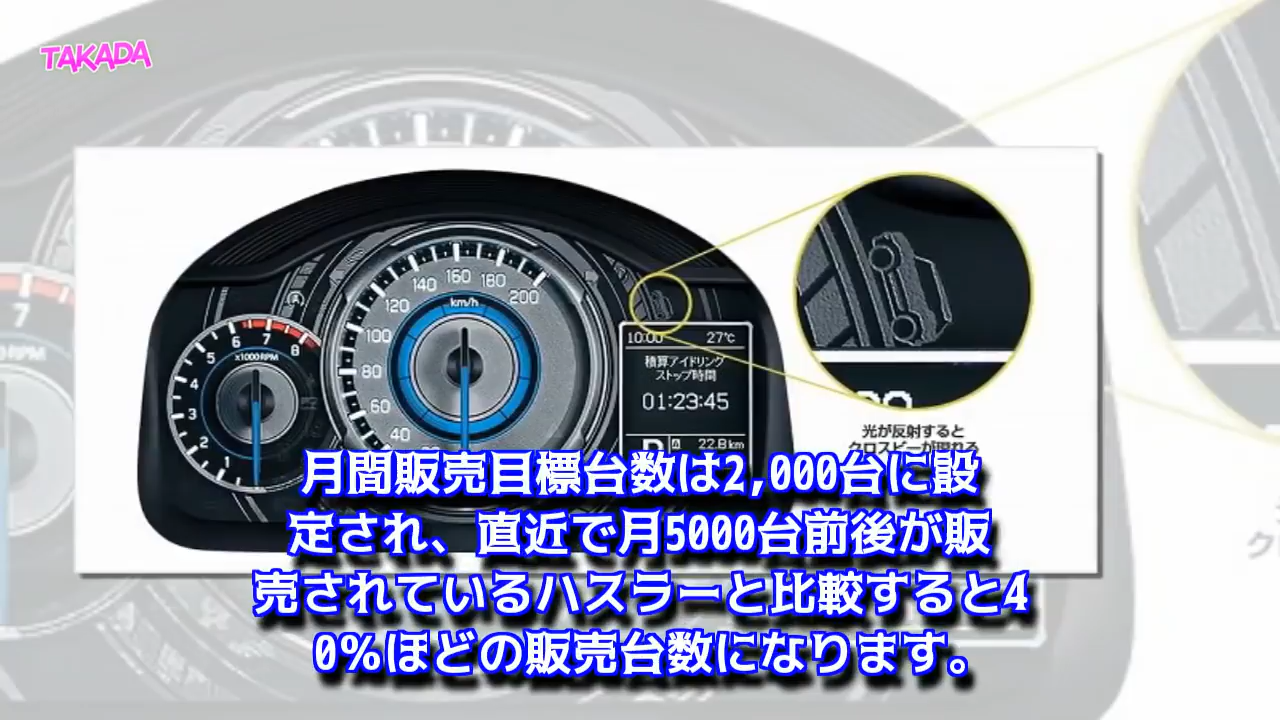 TAKADA
7
RPM
160
140
180
120
200
km/h
100
80
60
40
6
7
5
8
x1000RPM
4
3
2
1
10:00 27℃
積算アイドリング
ストップ時間
01:23:45
22.8km
光が反射すると
クロスビーが現れる
月間販売目標台数は2,000台に設
定され、直近で月5000台前後が販
売されているハスラーと比較すると4
0%ほどの販売台数になります。